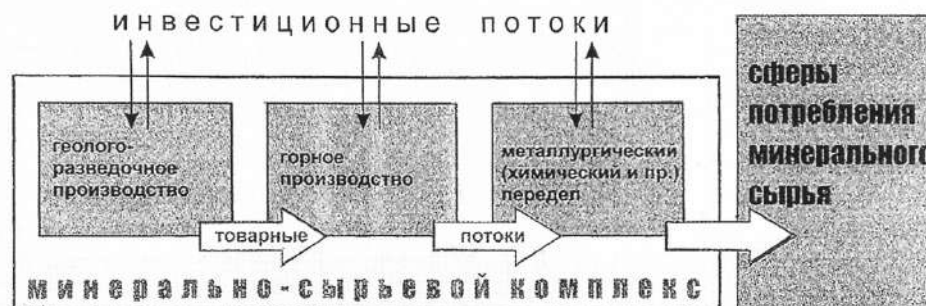 инвестиционные потоки
геолого-
разведочное
производство
горное
производство
металлургический
(химический и пр.)
передел
сферы
потребления
минерального
сырья
товарные
потоки
минерально-сырьевой комплекс